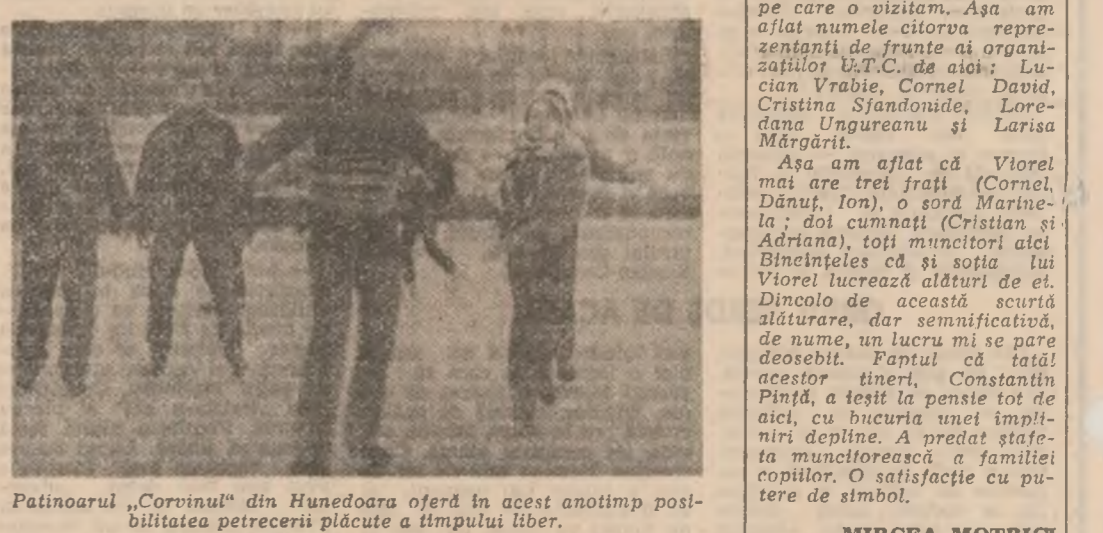 Patinoarul „Corvinul“ din Hunedoara oferă în acest anotimp posi-
bilitatea petrecerii plăcute a timpului liber.
pe care o vizitam. Așa am
aflat numele cîtorva repre-
zentanți de frunte ai organi-
zațiilor U.T.C. de aici: Lu-
cian Vrabie, Cornel David,
Cristina Sfandonide, Lore-
dana Ungureanu și Larisa
Mărgărit.
Așa am aflat că Viorel
mai are trei frați (Cornel,
Dănuț, Ion), o soră Marine-
la; doi cumnați (Cristian și
Adriana), toți muncitori aici
Bineînțeles că și soția lui
Viorel lucrează alături de ei.
Dincolo de această scurtă
alăturare, dar semnificativă,
de nume, un lucru mi se pare
deosebit. Faptul că tatăl
acestor tineri, Constantin
Pință, a ieșit la pensie tot de
aici, cu bucuria unei împli-
niri depline. A predat ștafe-
ta muncitorească a familiei
copiilor. O satisfacție cu pu-
tere de simbol.
MIRCEA MOTRICI